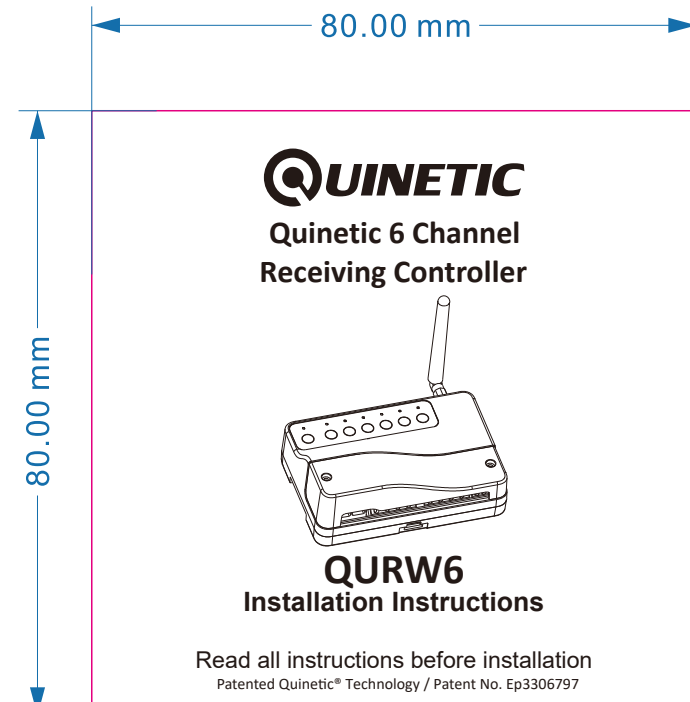 80.00 mm
80.00 mm
QUINETIC
Quinetic 6 Channel
Receiving Controller
QURW6
Installation Instructions
Read all instructions before installation
Patented Quinetic® Technology / Patent No. Ep3306797